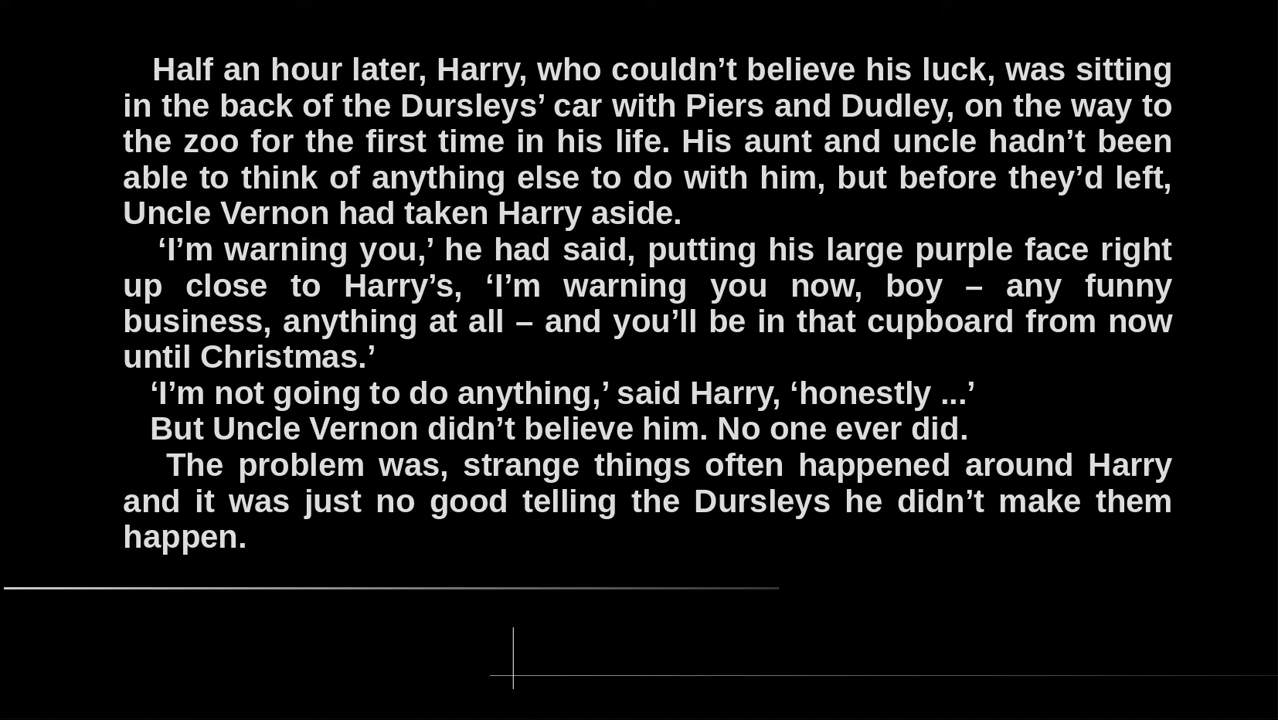 Half an hour later, Harry, who couldn’t believe his luck, was sitting
in the back of the Dursleys’ car with Piers and Dudley, on the way to
the zoo for the first time in his life. His aunt and uncle hadn’t been
able to think of anything else to do with him, but before they’d left,
Uncle Vernon had taken Harry aside.
‘I’m warning you,’ he had said, putting his large purple face right
up close to Harry’s, ‘I’m warning you now, boy – any funny
business, anything at all – and you’ll be in that cupboard from now
until Christmas.’
‘I’m not going to do anything,’ said Harry, ‘honestly ...’
But Uncle Vernon didn’t believe him. No one ever did.
The problem was, strange things often happened around Harry
and it was just no good telling the Dursleys he didn’t make them
happen.